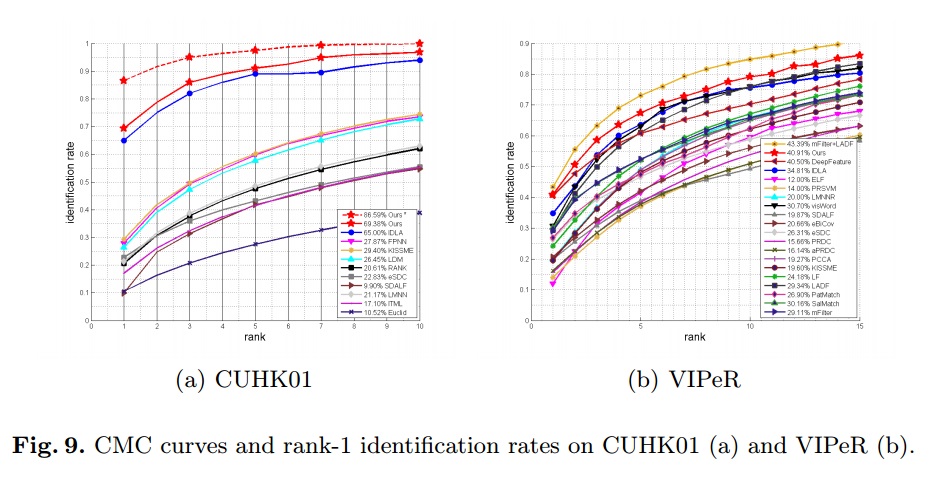 1
0.9
0.8
0.7
0.6
0.5
0.4
0.3
0.2
0.1
0
identification rate
0 1 2 3 4 5 6 7 8 9 10
rank
86.59% Ours *
69.38% Ours
65.00% IDLA
27.87% FPNN
29.40% KISSME
26.45% LDM
20.61% RANK
22.83% eSDC
9.90% SDALF
21.17% LMNN
17.10% ITML
10.52% Euclid
(a) CUHK01
0.9
0.8
0.7
0.6
0.5
0.4
0.3
0.2
0.1
0
identification rate
0 5 10 15
rank
43.39% mFilter+LADF
40.91% Ours
40.50% DeepFeature
34.81% IDLA
12.00% ELF
14.00% PRSVM
20.00% LMNNR
30.70% visWord
19.87% SDALF
20.66% eBiCov
26.31% eSDC
15.66% PRDC
16.14% aPRDC
19.27% PCCA
19.60% KISSME
24.18% LF
29.34% LADF
26.90% PatMatch
30.16% SalMatch
29.11% mFilter
(b) VIPeR
Fig. 9. CMC curves and rank-1 identification rates on CUHK01 (a) and VIPeR (b).